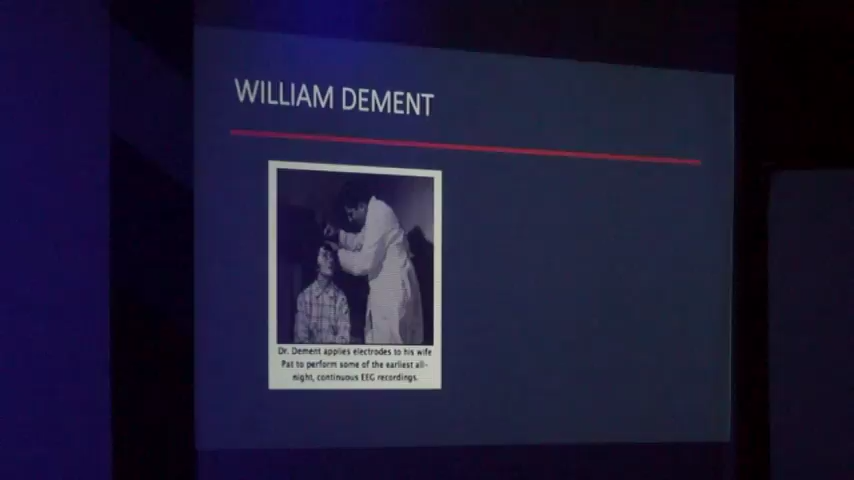 WILLIAM DEMENT
Dr. Dement applies electrodes to his wife
Pat to perform some of the earliest all-
night, continuous EEG recordings.